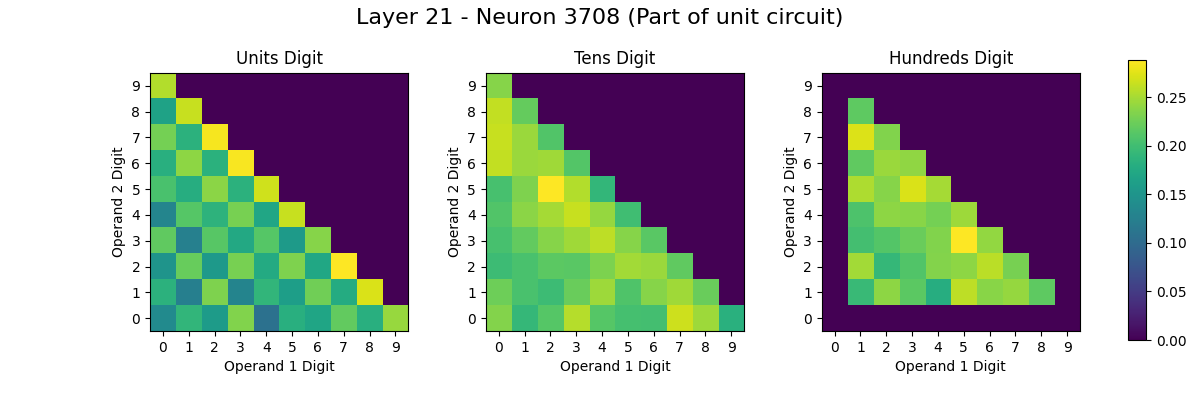 Layer 21 - Neuron 3708 (Part of unit circuit)
Units Digit
Operand 2 Digit
9
8
7
6
5
4
3
2
1
0
0 1 2 3 4 5 6 7 8 9
Operand 1 Digit
Tens Digit
Operand 2 Digit
9
8
7
6
5
4
3
2
1
0
0 1 2 3 4 5 6 7 8 9
Operand 1 Digit
Hundreds Digit
Operand 2 Digit
9
8
7
6
5
4
3
2
1
0
0 1 2 3 4 5 6 7 8 9
Operand 1 Digit
0.25
0.20
0.15
0.10
0.05
0.00